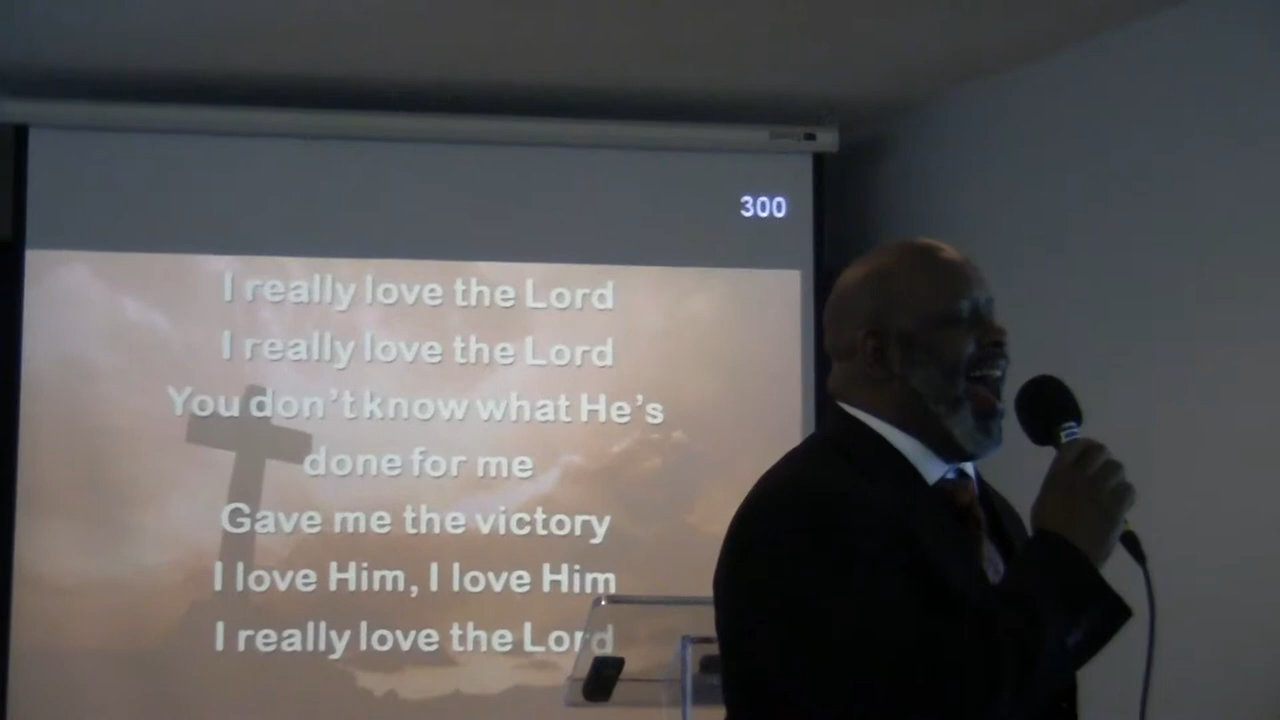 300
I really love the Lord
I really love the Lord
You don't know what He's
done for me
Gave me the victory
I love Him, I love Him
I really love the Lord